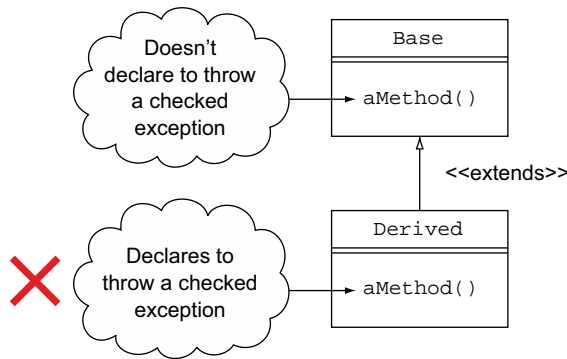 Doesn't
declare to throw
a checked
exception
Base
aMethod()
<<extends>>
Declares to
throw a checked
exception
Derived
aMethod()